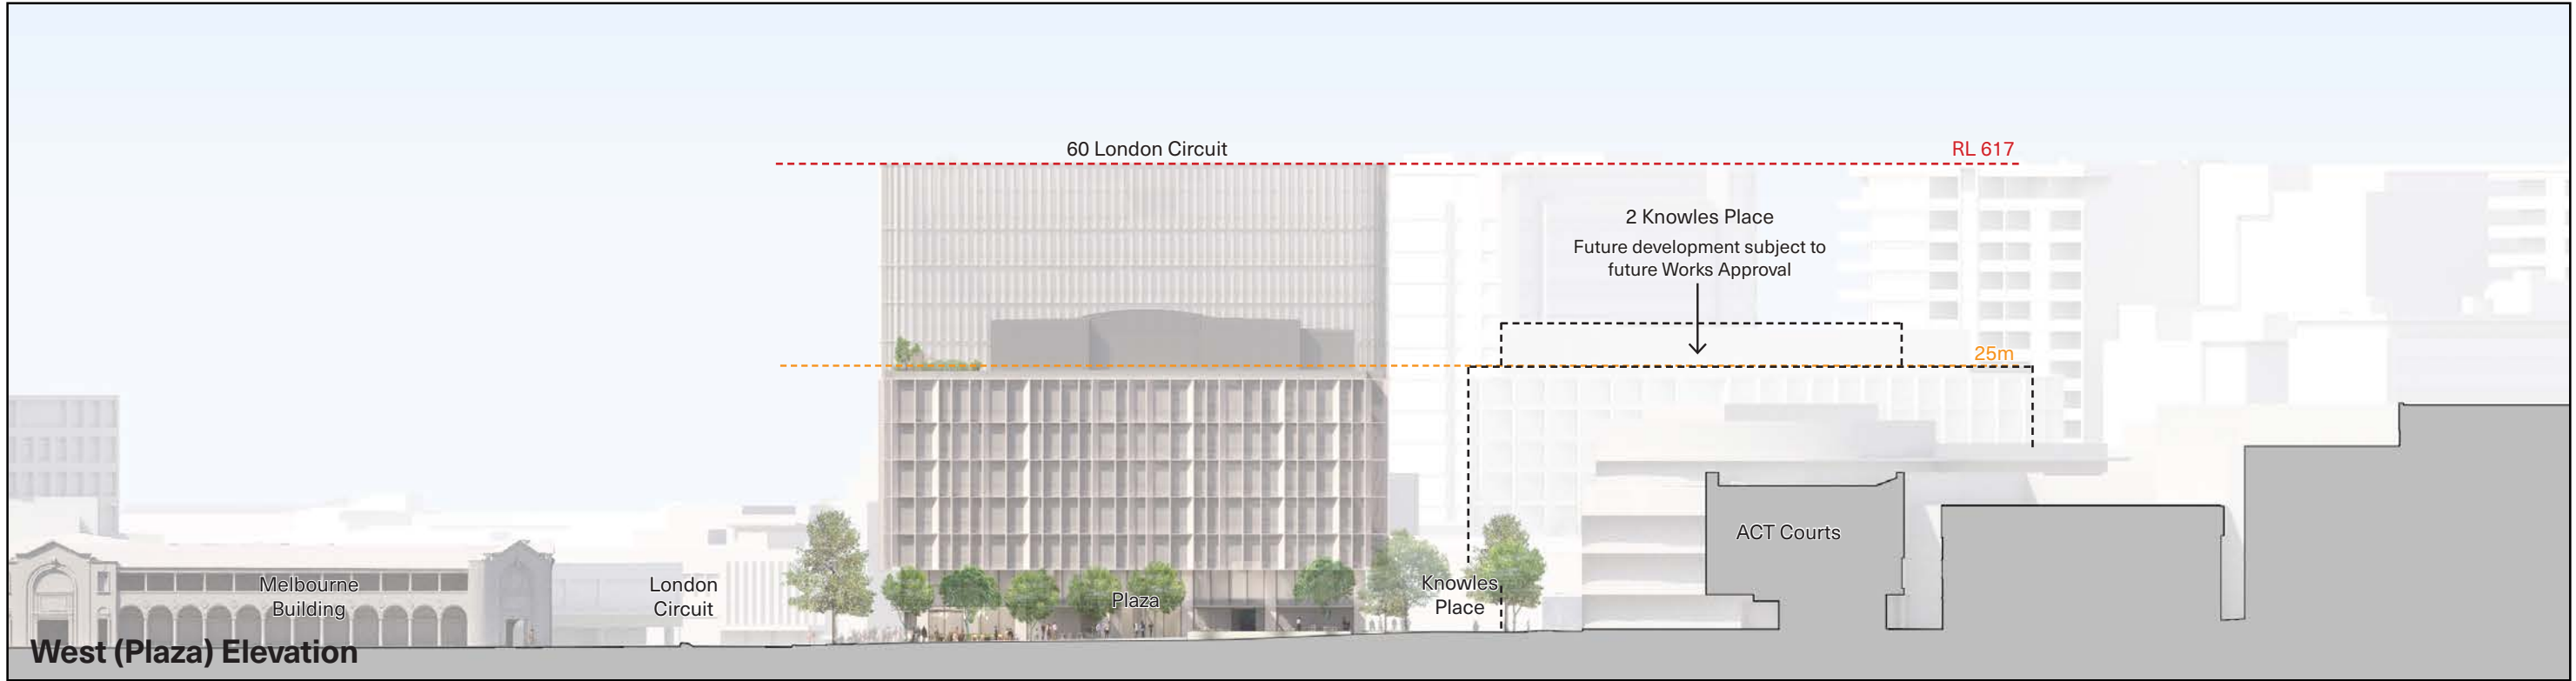 60 London Circuit
RL 617
2 Knowles Place
Future development subject to
future Works Approval
25m
ACT Courts
Melbourne
Building
London
Circuit
Plaza
Knowles
Place
West (Plaza) Elevation